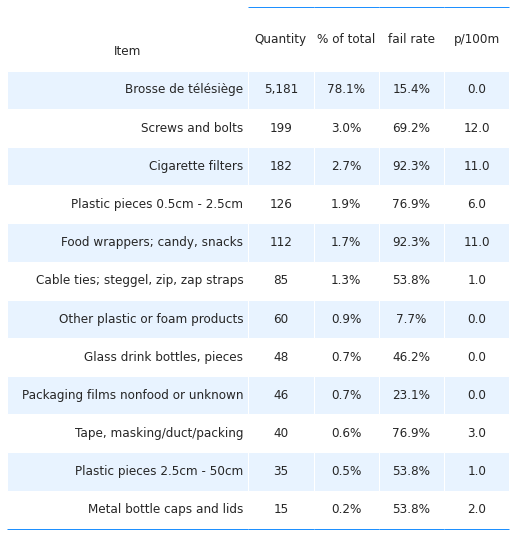 Item Quantity % of total fail rate p/100m
Brosse de télésiège 5,181 78.1% 15.4% 0.0
Screws and bolts 199 3.0% 69.2% 12.0
Cigarette filters 182 2.7% 92.3% 11.0
Plastic pieces 0.5cm - 2.5cm 126 1.9% 76.9% 6.0
Food wrappers; candy, snacks 112 1.7% 92.3% 11.0
Cable ties; steggel, zip, zap straps 85 1.3% 53.8% 1.0
Other plastic or foam products 60 0.9% 7.7% 0.0
Glass drink bottles, pieces 48 0.7% 46.2% 0.0
Packaging films nonfood or unknown 46 0.7% 23.1% 0.0
Tape, masking/duct/packing 40 0.6% 76.9% 3.0
Plastic pieces 2.5cm - 50cm 35 0.5% 53.8% 1.0
Metal bottle caps and lids 15 0.2% 53.8% 2.0